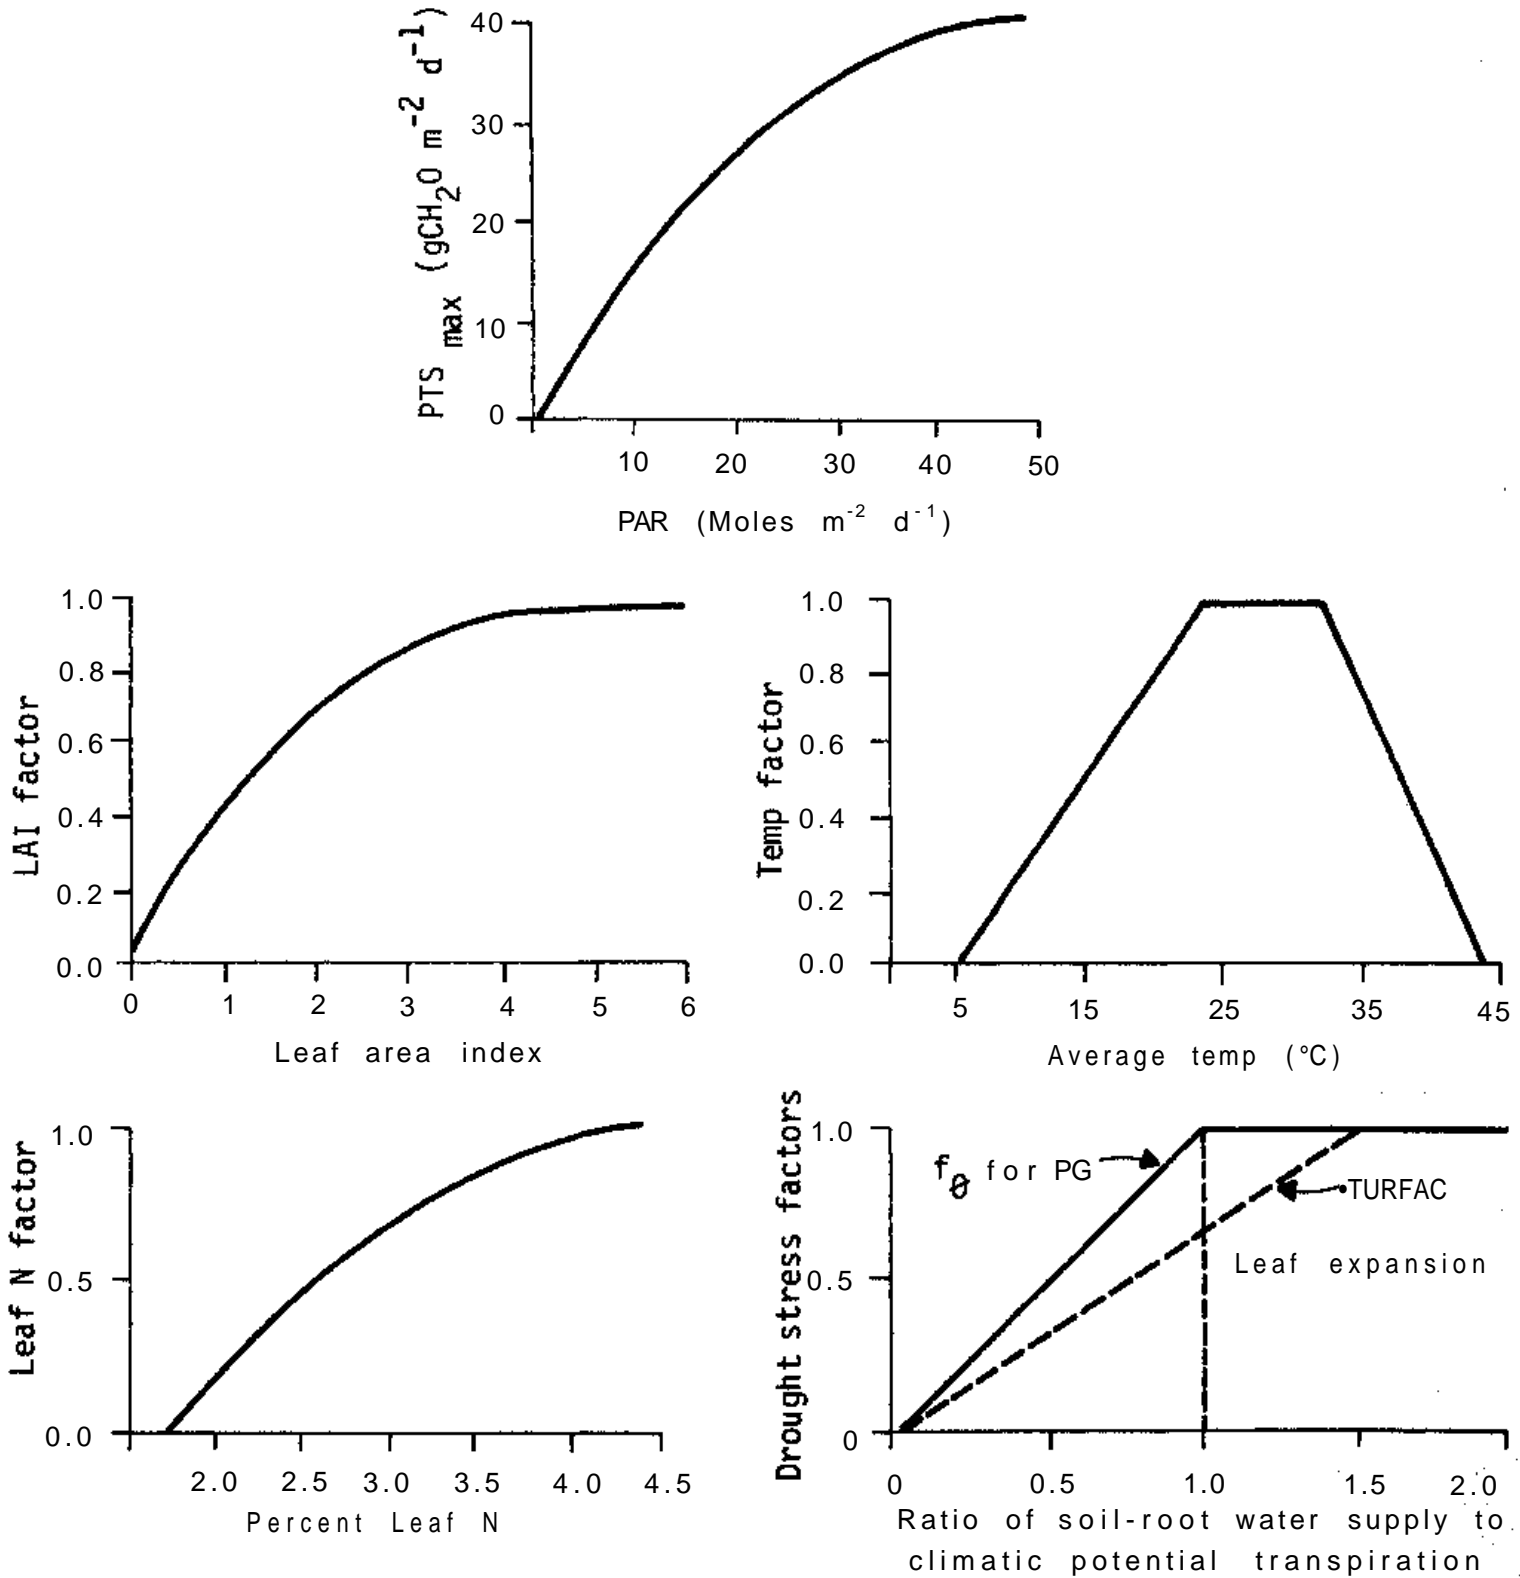 PTS max (gCH2O m-2 d-1)
40
30
20
10
0
10 20 30 40 50
PAR (Moles m-2 d-1)
LAI factor
1.0
0.8
0.6
0.4
0.2
0.0
0 1 2 3 4 5 6
Leaf area index
Temp factor
1.0
0.8
0.6
0.4
0.2
0.0
5 15 25 35 45
Average temp (°C)
Leaf N factor
1.0
0.5
0.0
2.0 2.5 3.0 3.5 4.0 4.5
Percent Leaf N
Drought stress factors
1.0
0.5
0
fθ for PG
TURFAC
Leaf expansion
0 0.5 1.0 1.5 2.0
Ratio of soil-root water supply to
climatic potential transpiration